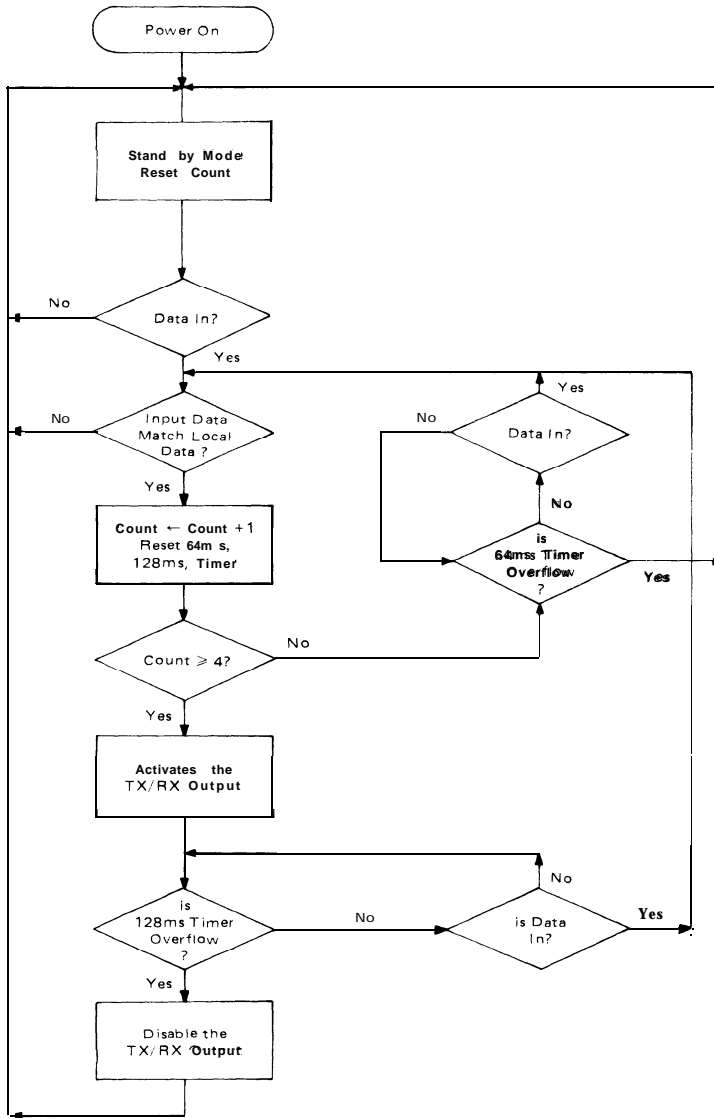 Power On
Stand by Mode
Reset Count
No
Data In?
Yes
No
Input Data
Match Local
Data ?
Yes
Count ← Count +1
Reset 64m s,
128ms, Timer
Count ⩾ 4?
No
Yes
Activates the
TX/RX Output
is
128ms Timer
Overflow
?
No
Yes
Disable the
TX/RX Output
Yes
No
Data In?
No
is
64ms Timer
Overflow
?
Yes
No
is Data
In?
Yes